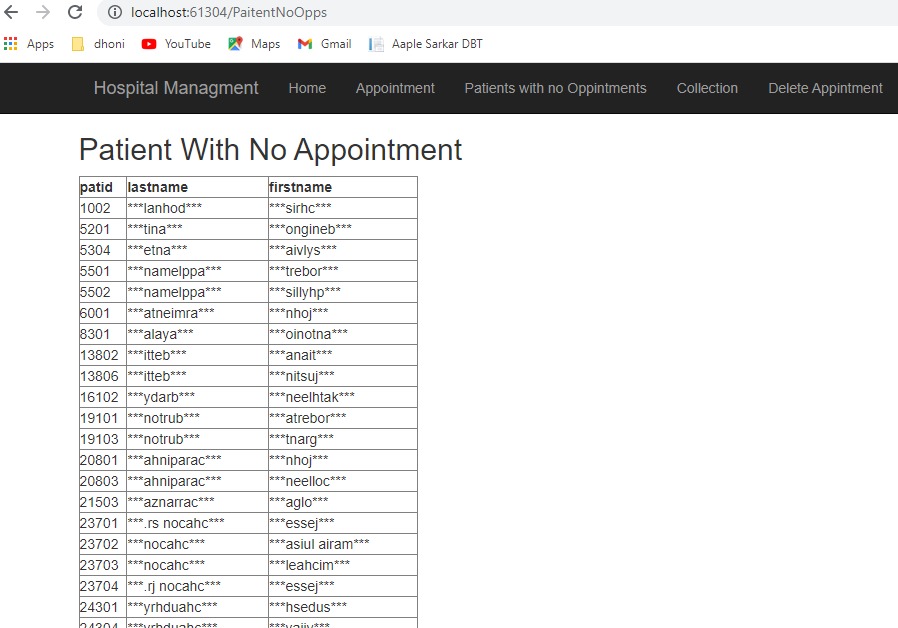 localhost:61304/PaitentNoOpps
Apps dhoni YouTube Maps Gmail Aaple Sarkar DBT
Hospital Managment Home Appointment Patients with no Oppintments Collection Delete Appintment
Patient With No Appointment
patid lastname firstname
1002 ***lanhod*** ***sirhc***
5201 ***tina*** ***ongineb***
5304 ***etna*** ***aivlys***
5501 ***namelppa*** ***trebor***
5502 ***namelppa*** ***sillyhp***
6001 ***atneimra*** ***nhoj***
8301 ***alaya*** ***oinotna***
13802 ***itteb*** ***anait***
13806 ***itteb*** ***nitsuj***
16102 ***ydarb*** ***neelhtak***
19101 ***notrub*** ***atrebor***
19103 ***notrub*** ***tnarg***
20801 ***ahniparac*** ***nhoj***
20803 ***ahniparac*** ***neelloc***
21503 ***aznarrac*** ***aglo***
23701 ***.rs nocahc*** ***essej***
23702 ***nocahc*** ***asiul airam***
23703 ***nocahc*** ***leahcim***
23704 ***.rj nocahc*** ***essej***
24301 ***yrhduahc*** ***hsedus***
24304 ***yrhduahc***